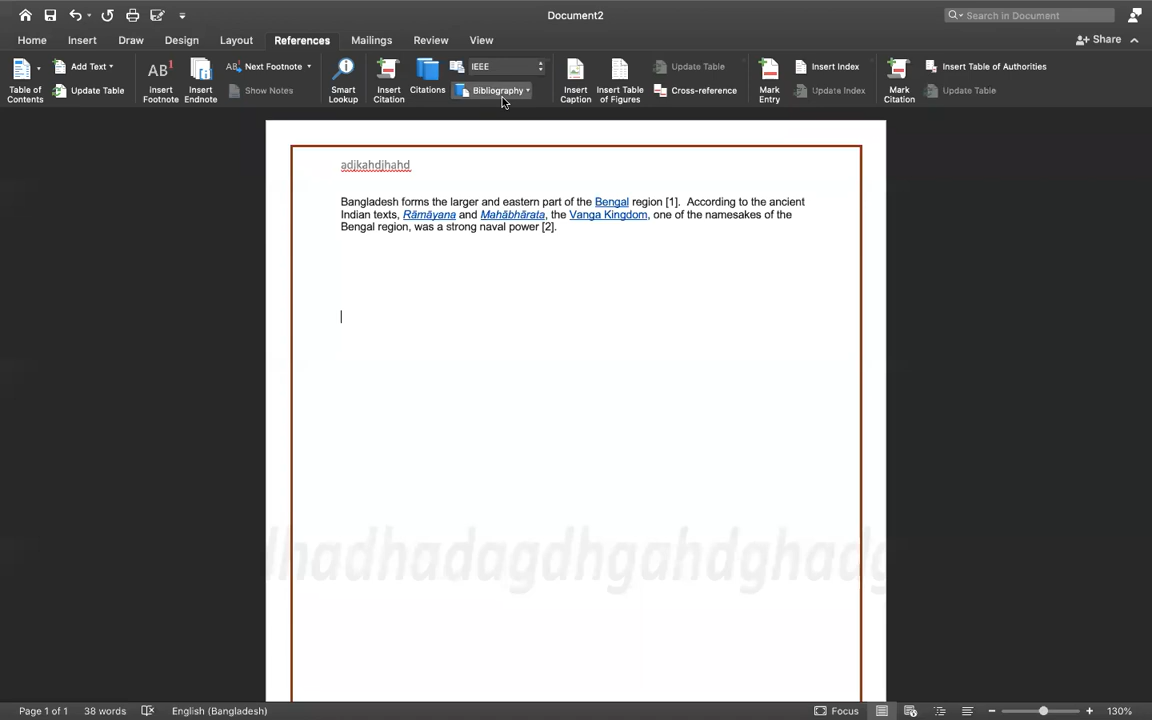 Document2
Search in Document
Home Insert Draw Design Layout References Mailings Review View
Share
Table of Contents
Add Text
Update Table
AB1 Insert Footnote
Insert Endnote
AB1 Next Footnote
Show Notes
Smart Lookup
Insert Citation
Citations
IEEE
Bibliography
Insert Caption
Insert Table of Figures
Update Table
Cross-reference
Mark Entry
Insert Index
Update Index
Mark Citation
Insert Table of Authorities
Update Table
adjkahdjhahd
Bangladesh forms the larger and eastern part of the Bengal region [1]. According to the ancient
Indian texts, Rāmāyana and Mahābhārata, the Vanga Kingdom, one of the namesakes of the
Bengal region, was a strong naval power [2].
dhadhadagdhgahdghadg
Page 1 of 1 38 words English (Bangladesh) Focus 130%